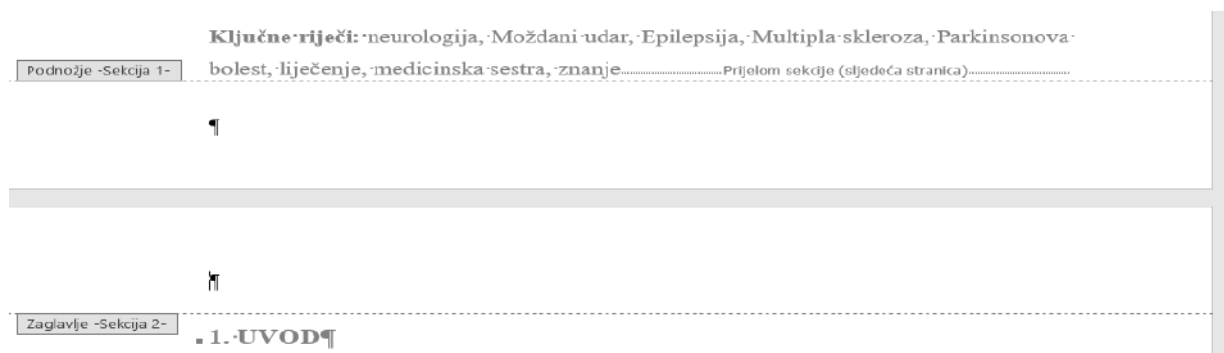 Ključne riječi: neurologija, Moždani udar, Epilepsija, Multipla skleroza, Parkinsonova
Podnožje -Sekcija 1- bolest, liječenje, medicinska sestra, znanje Prijelom sekcije (sljedeća stranica)
¶
¶
Zaglavlje -Sekcija 2-
1. UVOD¶